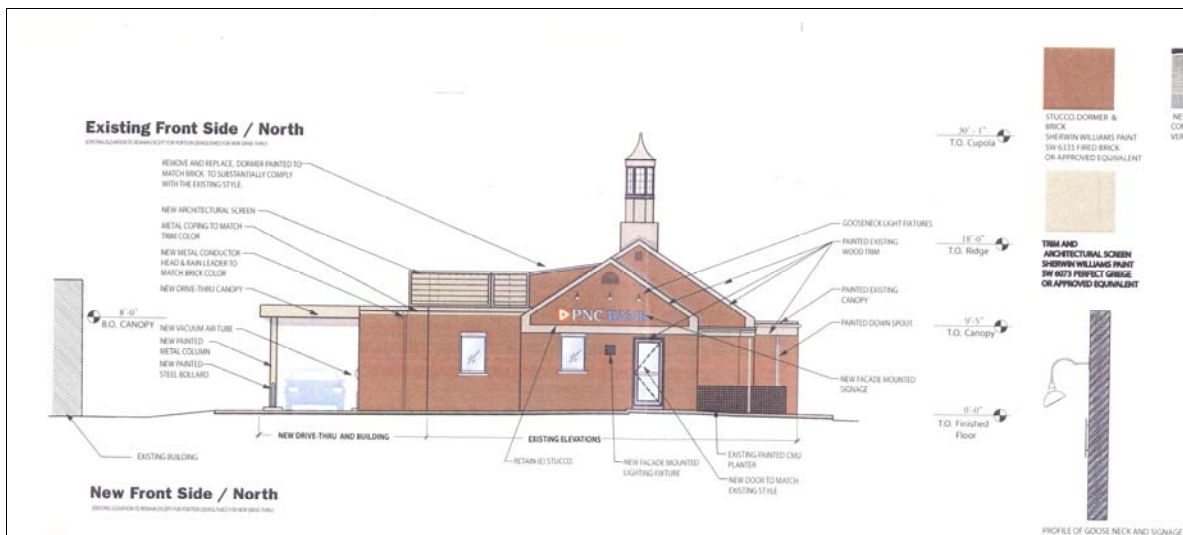 Existing Front Side / North
REMOVE AND REPLACE, DORMER PAINTED TO
MATCH BRICK TO SUBSTANTIALLY COMPLY
WITH THE EXISTING STYLE.
NEW ARCHITECTURAL SCREEN
METAL COPING TO MATCH
TRIM COLOR
NEW METAL CONDUCTOR
HEAD & RAIN LEADER TO
MATCH BRICK COLOR
NEW DRIVE-THRU CANOPY
8'-0"
B.O. CANOPY
NEW VACUUM AIR TUBE
NEW PAINTED
METAL COLUMN
NEW PAINTED
STEEL BOLLARD
PNC BANK
GOOSENECK LIGHT FIXTURES
PAINTED EXISTING
WOOD TRIM
PAINTED EXISTING
CANOPY
PAINTED DOWN SPOUT
NEW FACADE MOUNTED
SIGNAGE
30'-1"
T.O. Cupola
18'-0"
T.O. Ridge
9'-5"
T.O. Canopy
0'-0"
T.O. Finished
Floor
NEW DRIVE-THRU AND BUILDING
EXISTING ELEVATIONS
EXISTING BUILDING
RETAIN (E) STUCCO.
NEW FACADE MOUNTED
LIGHTING FIXTURE
EXISTING PAINTED CMU
PLANTER
NEW DOOR TO MATCH
EXISTING STYLE
New Front Side / North
STUCCO, DORMER &
BRICK
SHERWIN WILLIAMS PAINT
SW 6335 FIRED BRICK
OR APPROVED EQUIVALENT
TRIM AND
ARCHITECTURAL SCREEN
SHERWIN WILLIAMS PAINT
SW 6073 PERFECT GREIGE
OR APPROVED EQUIVALENT
PROFILE OF GOOSE NECK AND SIGNAGE